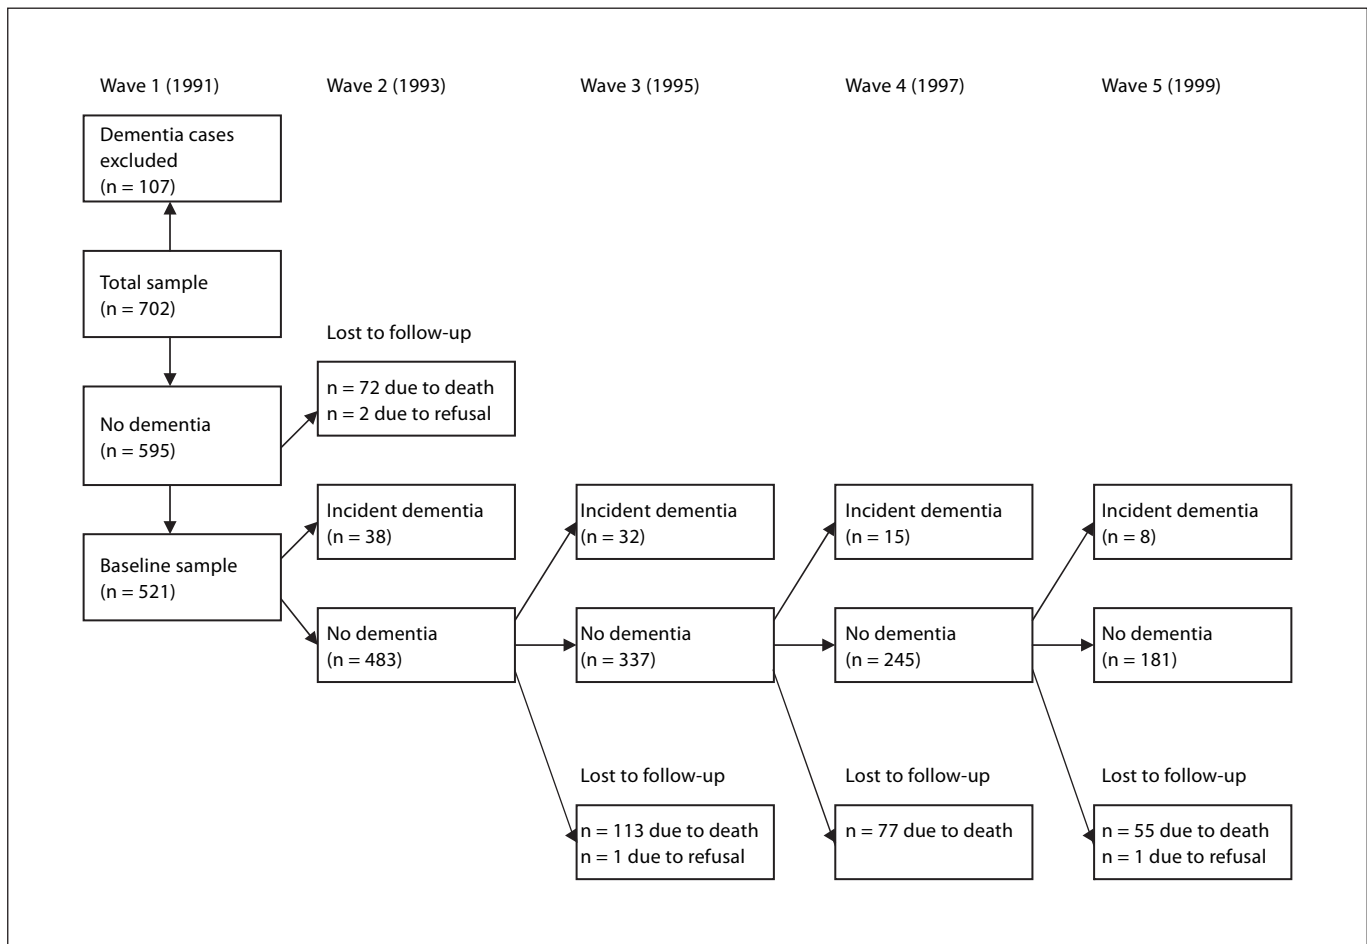 Wave 1 (1991)
Wave 2 (1993)
Wave 3 (1995)
Wave 4 (1997)
Wave 5 (1999)
Dementia cases
excluded
(n = 107)
Total sample
(n = 702)
No dementia
(n = 595)
Baseline sample
(n = 521)
Lost to follow-up
n = 72 due to death
n = 2 due to refusal
Incident dementia
(n = 38)
No dementia
(n = 483)
Incident dementia
(n = 32)
No dementia
(n = 337)
Lost to follow-up
n = 113 due to death
n = 1 due to refusal
Incident dementia
(n = 15)
No dementia
(n = 245)
Lost to follow-up
n = 77 due to death
Incident dementia
(n = 8)
No dementia
(n = 181)
Lost to follow-up
n = 55 due to death
n = 1 due to refusal